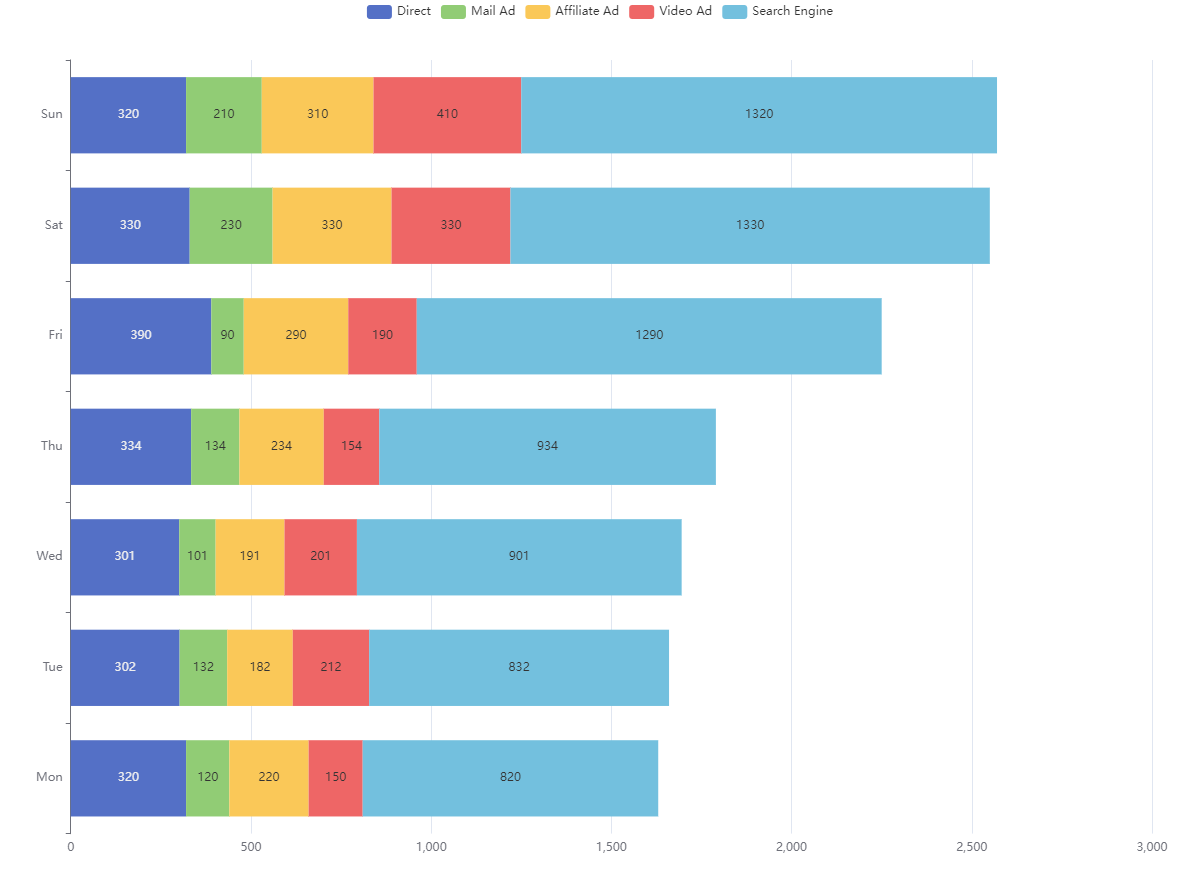 Direct Mail Ad Affiliate Ad Video Ad Search Engine
Sun 320 210 310 410 1320
Sat 330 230 330 330 1330
Fri 390 90 290 190 1290
Thu 334 134 234 154 934
Wed 301 101 191 201 901
Tue 302 132 182 212 832
Mon 320 120 220 150 820
0 500 1,000 1,500 2,000 2,500 3,000